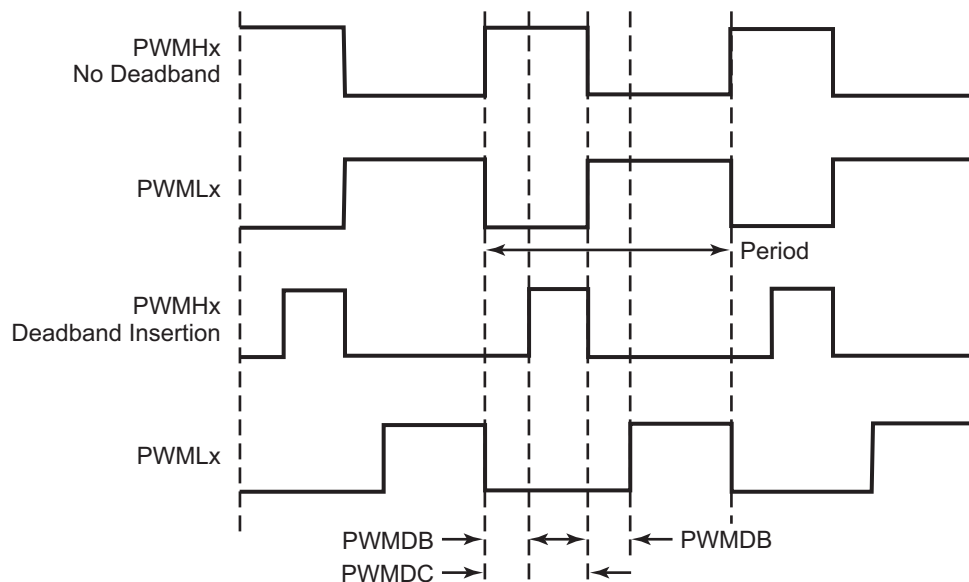 PWMHx
No Deadband
PWMLx
Period
PWMHx
Deadband Insertion
PWMLx
PWMDB
PWMDB
PWMDC